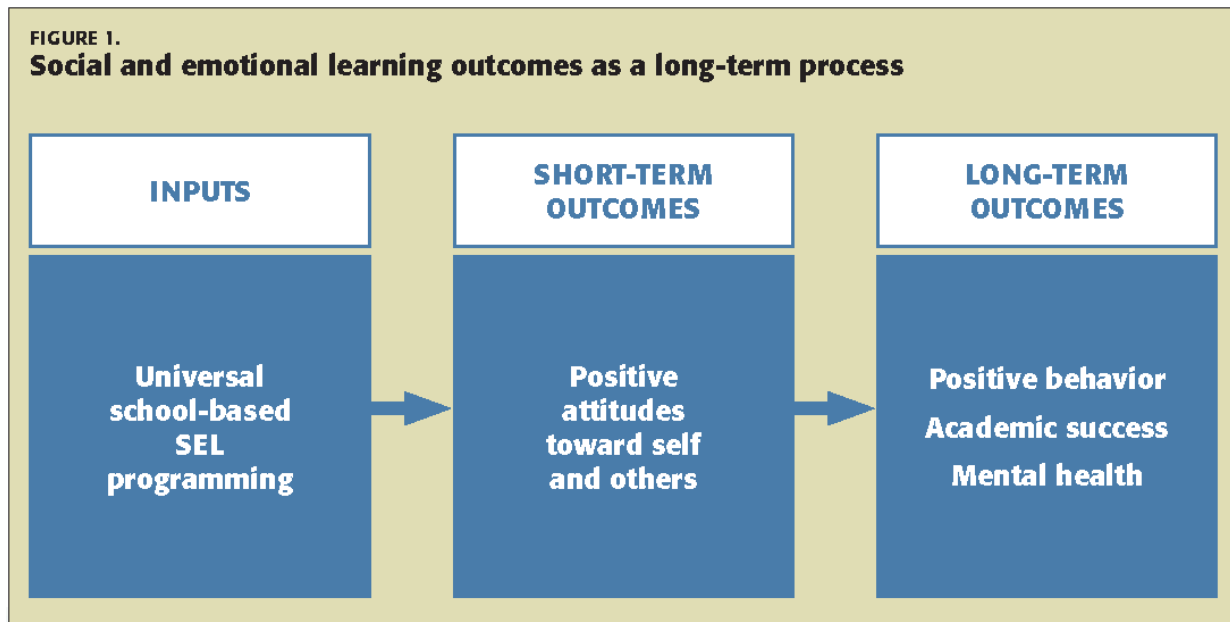 FIGURE 1.
Social and emotional learning outcomes as a long-term process
INPUTS
Universal
school-based
SEL
programming
SHORT-TERM
OUTCOMES
Positive
attitudes
toward self
and others
LONG-TERM
OUTCOMES
Positive behavior
Academic success
Mental health